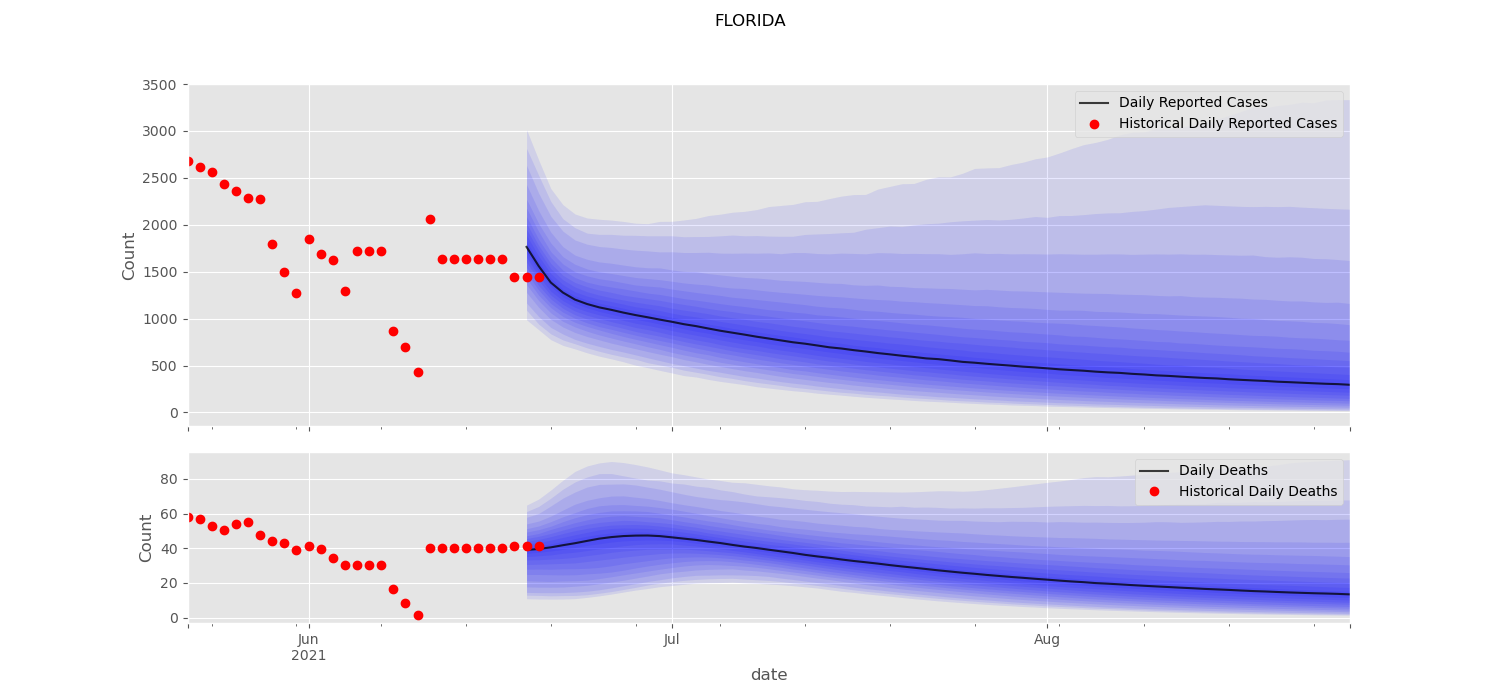 FLORIDA
3500
3000
2500
2000
1500
1000
500
0
Count
Daily Reported Cases
Historical Daily Reported Cases
80
60
40
20
0
Count
Daily Deaths
Historical Daily Deaths
Jun
2021
Jul
Aug
date